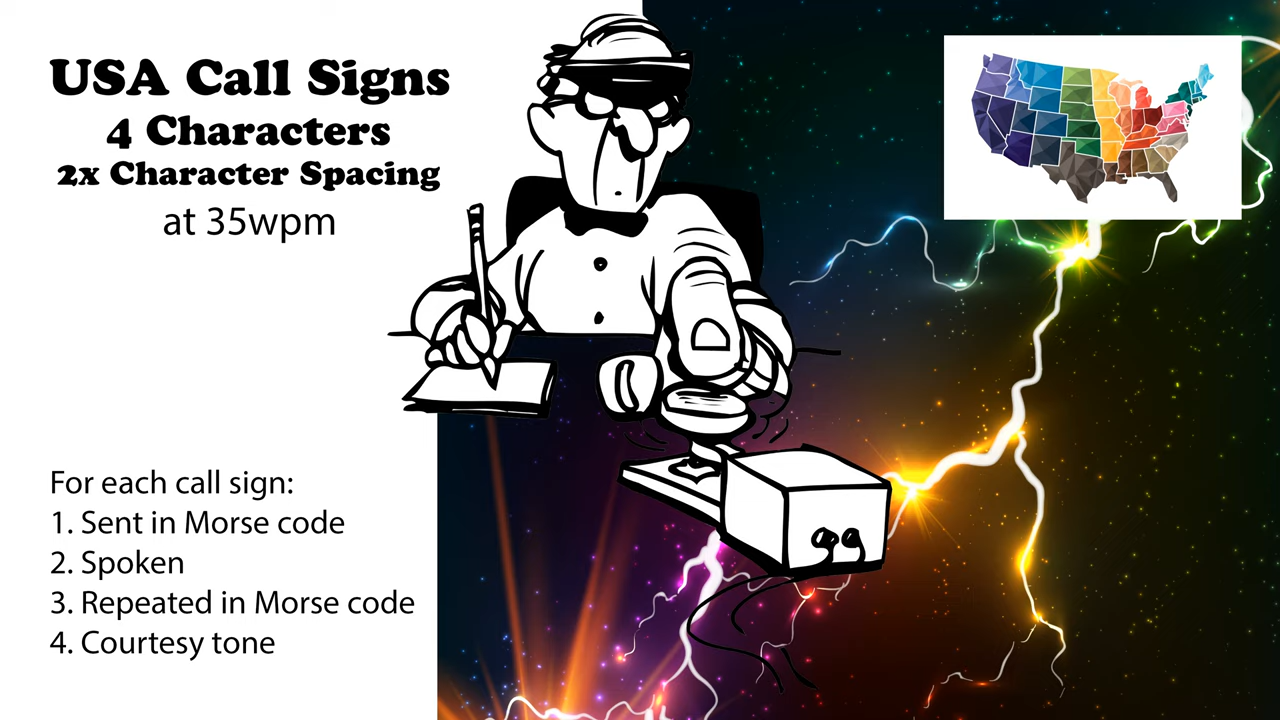 USA Call Signs
4 Characters
2x Character Spacing
at 35wpm
For each call sign:
1. Sent in Morse code
2. Spoken
3. Repeated in Morse code
4. Courtesy tone